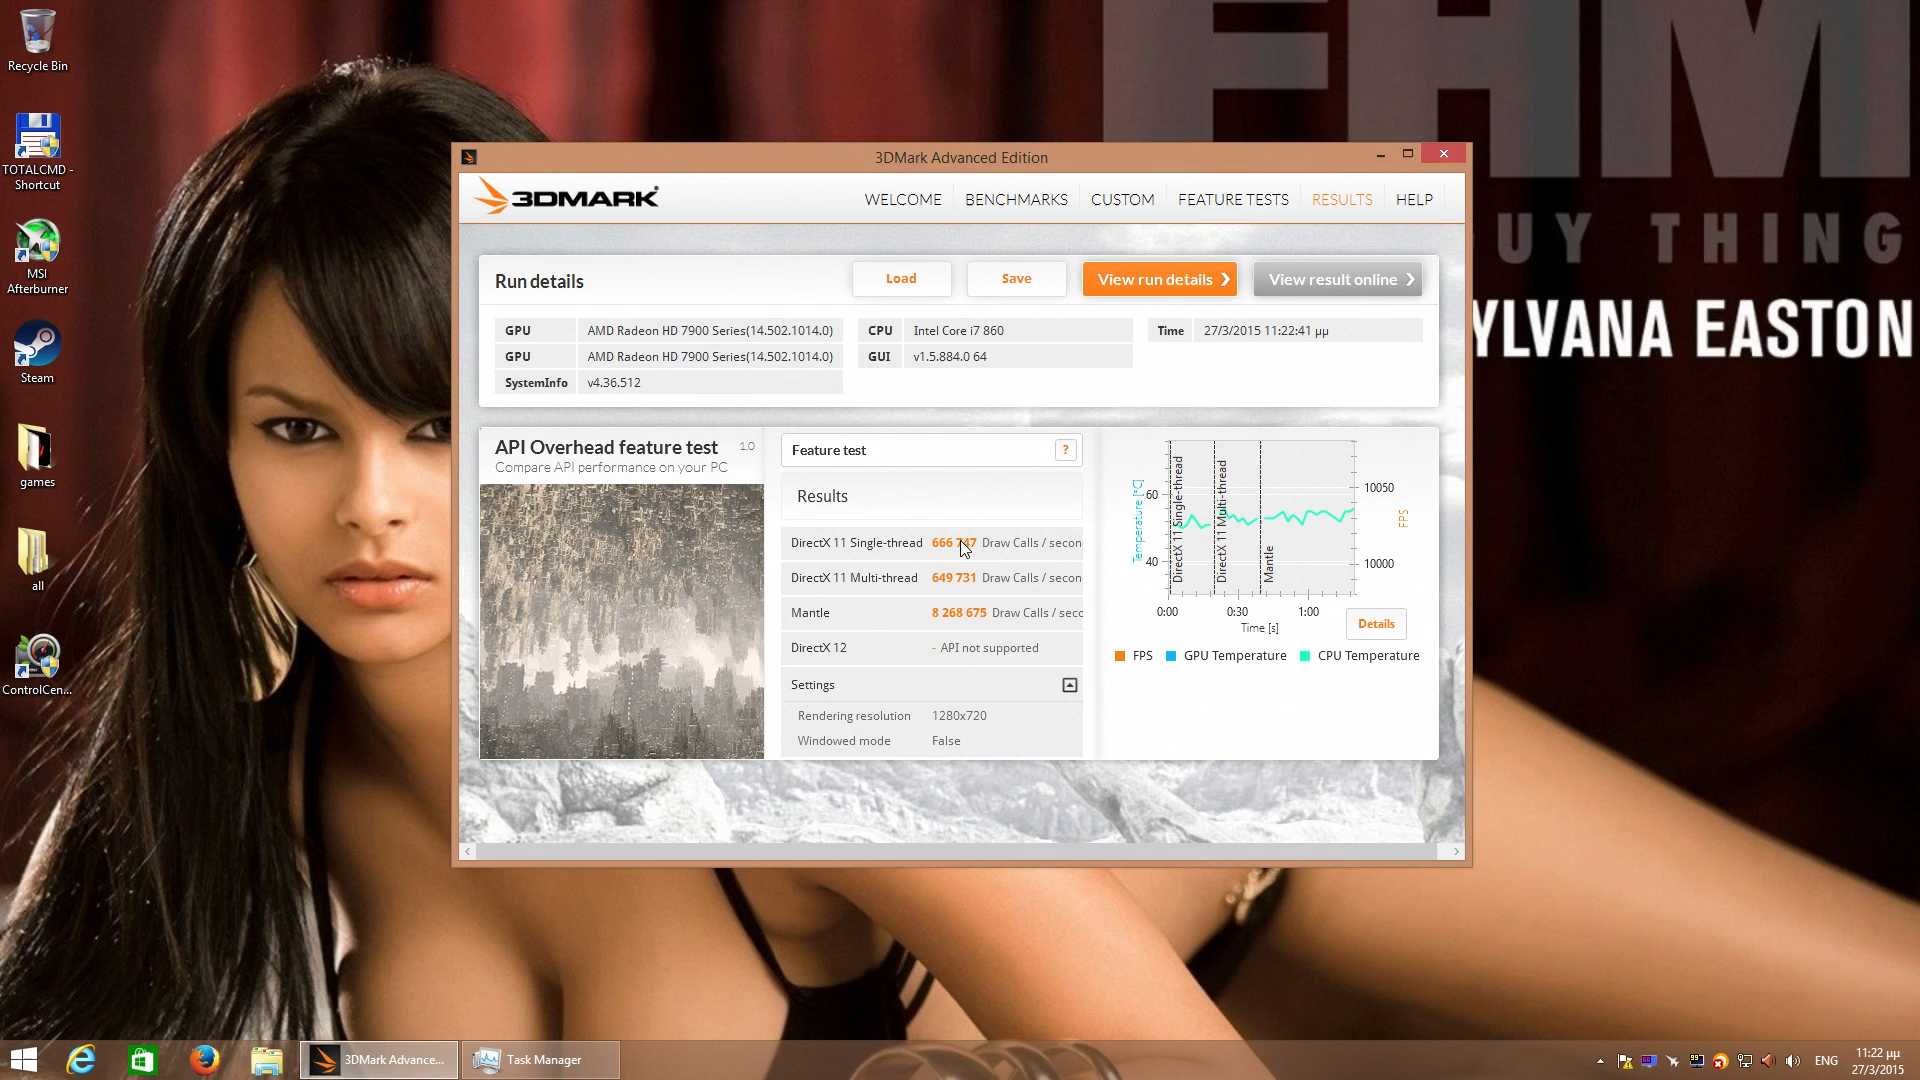 Recycle Bin
TOTALCMD -
Shortcut
MSI
Afterburner
Steam
games
all
ControlCen...
FHM
UY THING
YLVANA EASTON
3DMark Advanced Edition
3DMARK
WELCOME
BENCHMARKS
CUSTOM
FEATURE TESTS
RESULTS
HELP
Run details
Load
Save
View run details
View result online
GPU AMD Radeon HD 7900 Series(14.502.1014.0)
GPU AMD Radeon HD 7900 Series(14.502.1014.0)
SystemInfo v4.36.512
CPU Intel Core i7 860
GUI v1.5.884.0 64
Time 27/3/2015 11:22:41 μμ
API Overhead feature test 1.0
Compare API performance on your PC
Feature test ?
Results
DirectX 11 Single-thread 666 747 Draw Calls / secon
DirectX 11 Multi-thread 649 731 Draw Calls / secon
Mantle 8 268 675 Draw Calls / seco
DirectX 12 - API not supported
Settings
Rendering resolution 1280x720
Windowed mode False
Temperature [°C]
60
40
DirectX 11 Single-thread
DirectX 11 Multi-thread
Mantle
10050
10000
FPS
0:00 0:30 1:00
Time [s]
Details
FPS GPU Temperature CPU Temperature
3DMark Advance...
Task Manager
ENG
11:22 μμ
27/3/2015